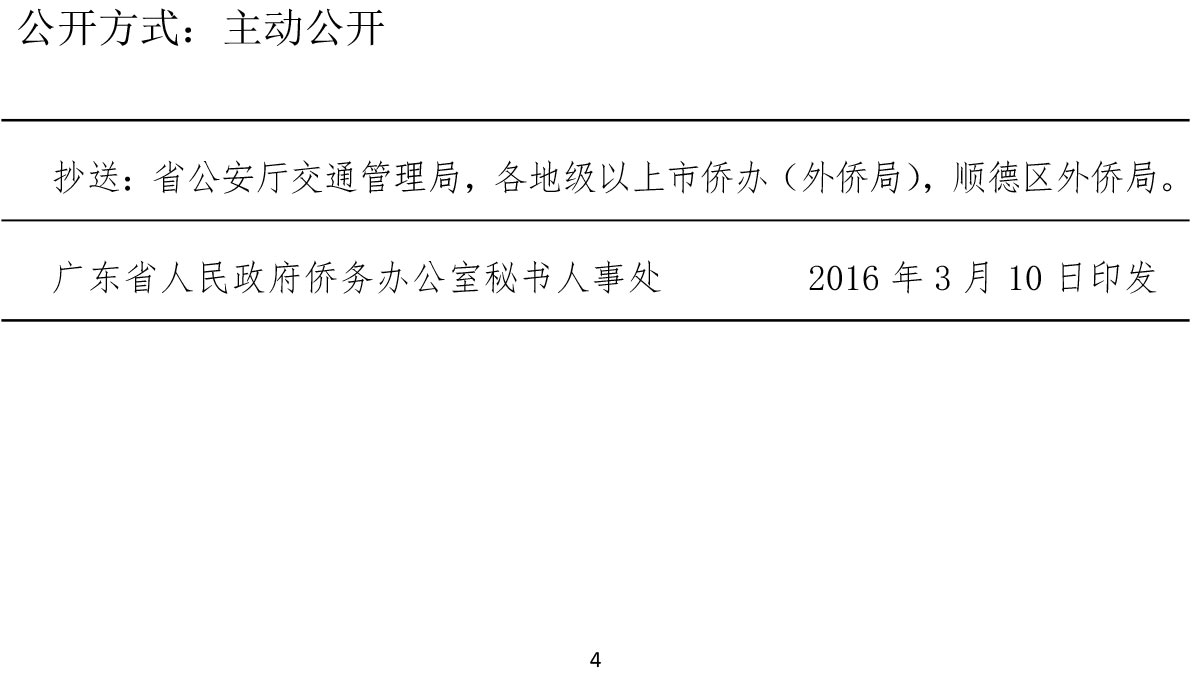 公开方式：主动公开
抄送：省公安厅交通管理局，各地级以上市侨办（外侨局），顺德区外侨局。
广东省人民政府侨务办公室秘书人事处 2016 年 3 月 10 日印发
4